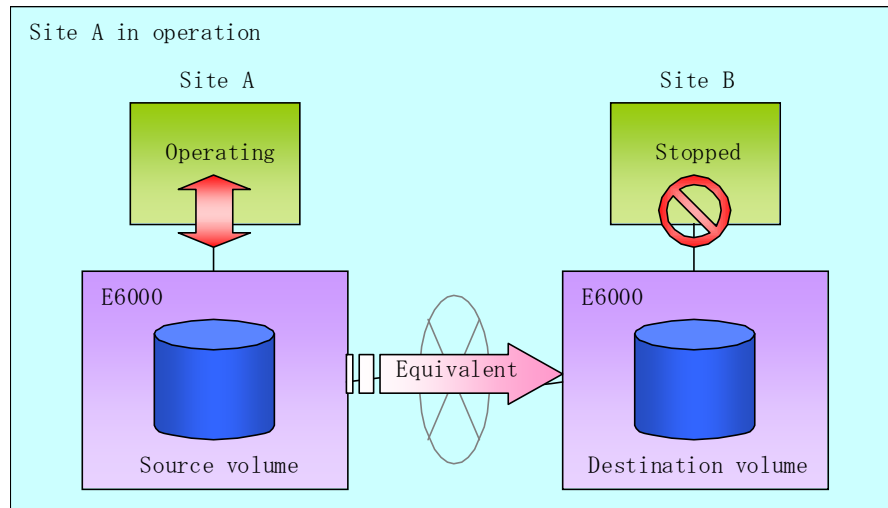 Site A in operation
Site A
Site B
Operating
Stopped
E6000
E6000
Equivalent
Source volume
Destination volume